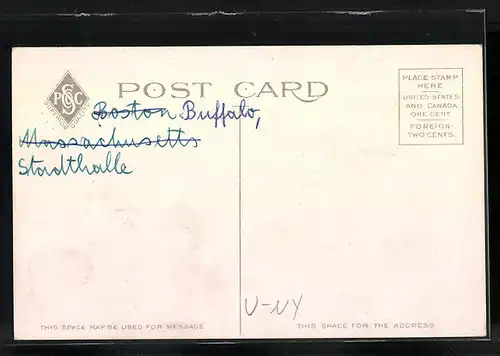 PSC
POST CARD
PLACE STAMP
HERE
UNITED STATES
AND CANADA
ONE CENT
FOREIGN-
TWO CENTS.
Boston Buffalo,
Massachusetts
Stadthalle
V-NY
THIS SPACE MAY BE USED FOR MESSAGE
THIS SPACE FOR THE ADDRESS